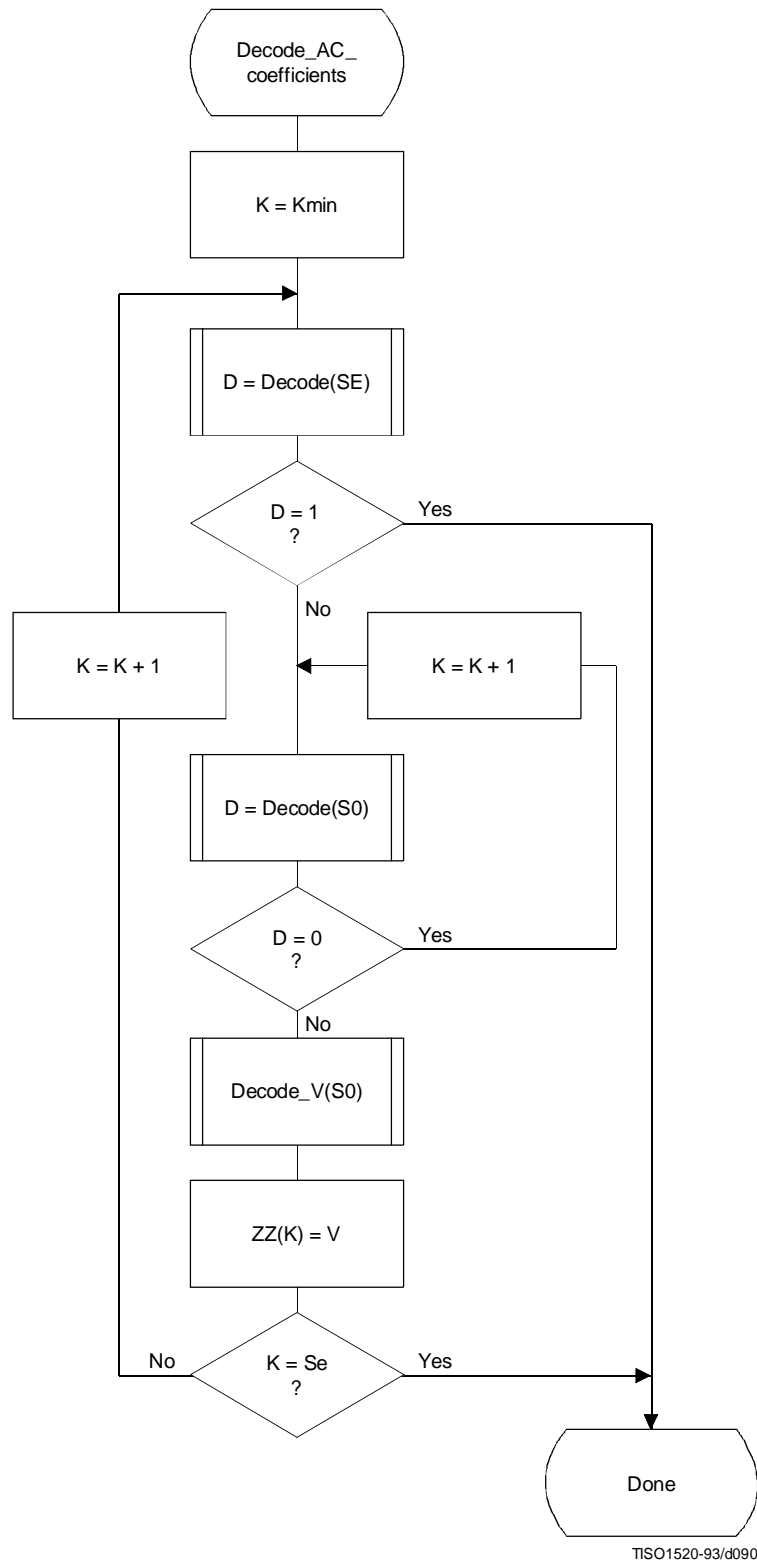 Decode_AC_
coefficients
K = Kmin
D = Decode(SE)
D = 1
?
Yes
No
K = K + 1
K = K + 1
D = Decode(S0)
D = 0
?
Yes
No
Decode_V(S0)
ZZ(K) = V
No
K = Se
?
Yes
Done
TISO1520-93/d090